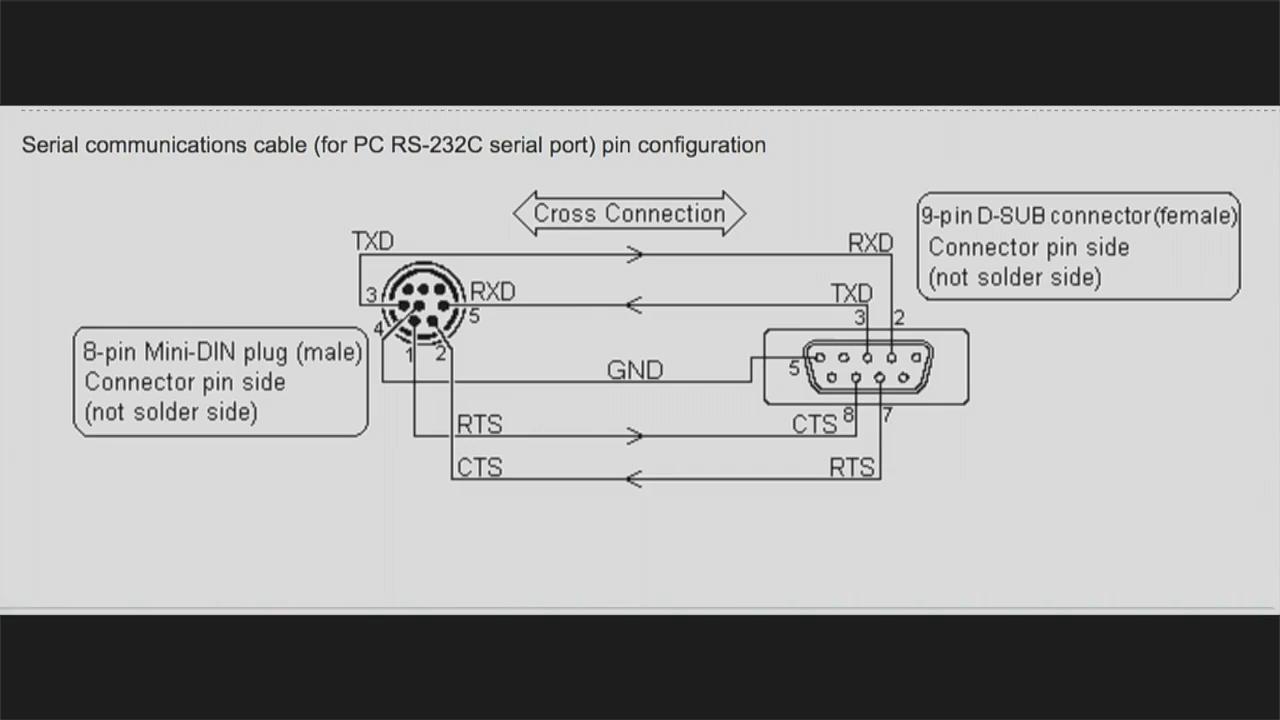 Serial communications cable (for PC RS-232C serial port) pin configuration
Cross Connection
9-pin D-SUB connector(female)
Connector pin side
(not solder side)
TXD
RXD
3
RXD
5
TXD
3
2
4
1
2
8-pin Mini-DIN plug (male)
Connector pin side
(not solder side)
GND
5
RTS
CTS
8
7
CTS
RTS